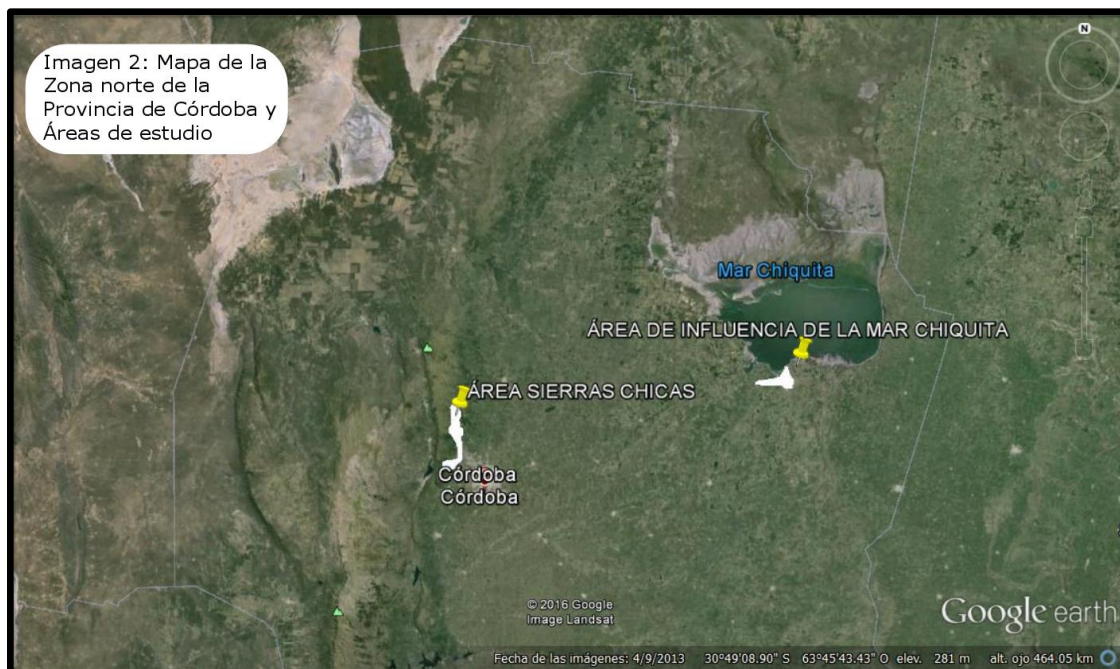 Imagen 2: Mapa de la
Zona norte de la
Provincia de Córdoba y
Áreas de estudio
N
Mar Chiquita
ÁREA DE INFLUENCIA DE LA MAR CHIQUITA
ÁREA SIERRAS CHICAS
Córdoba
Córdoba
© 2016 Google
Image Landsat
Google earth
Fecha de las imágenes: 4/9/2013 30°49'08.90" S 63°45'43.43" O elev. 281 m alt. ojo 464.05 km